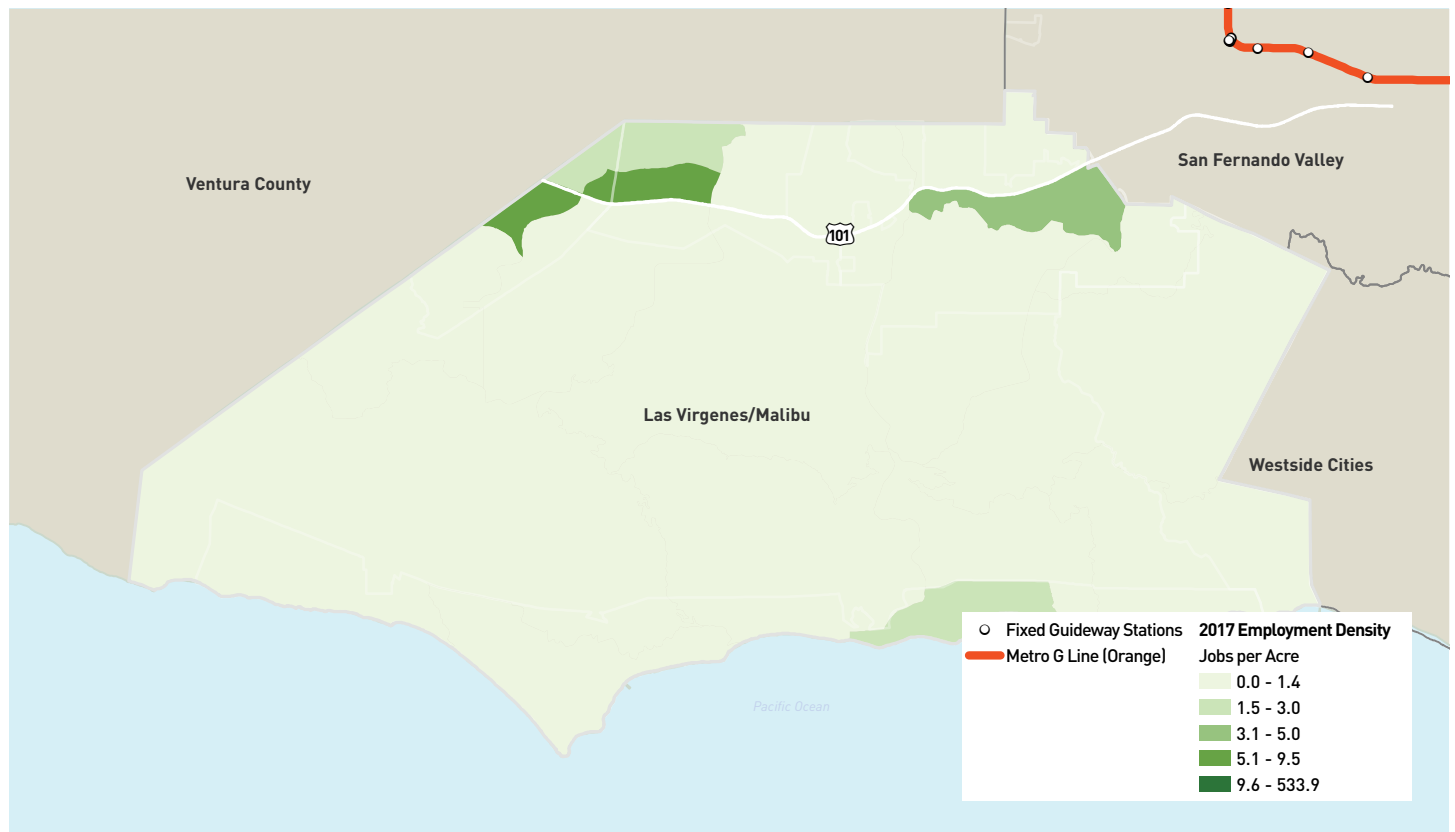 Ventura County
San Fernando Valley
101
Las Virgenes/Malibu
Westside Cities
Pacific Ocean
Fixed Guideway Stations
Metro G Line (Orange)
2017 Employment Density
Jobs per Acre
0.0 - 1.4
1.5 - 3.0
3.1 - 5.0
5.1 - 9.5
9.6 - 533.9